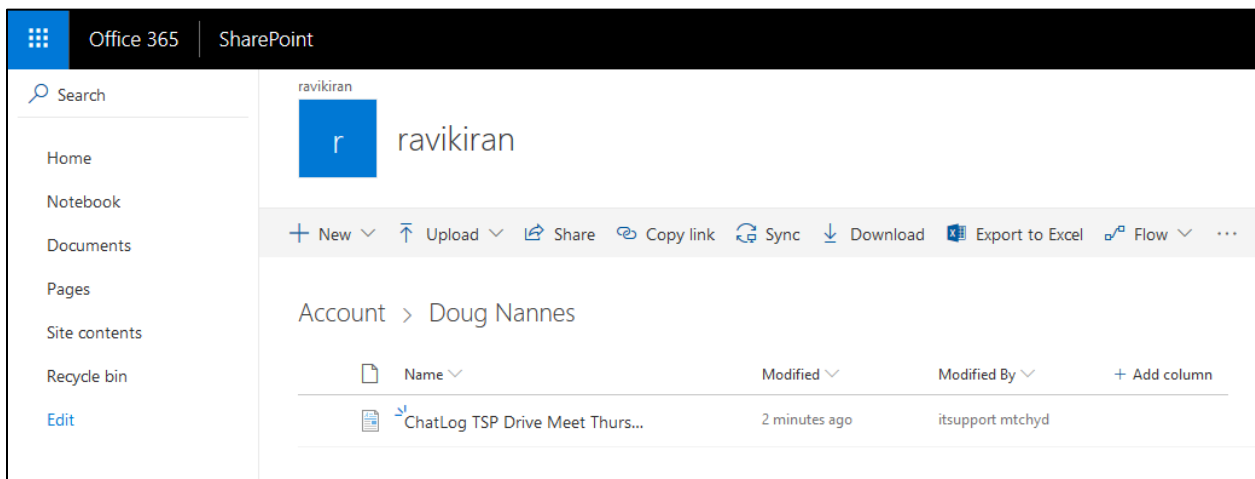 Office 365 SharePoint
Search
Home
Notebook
Documents
Pages
Site contents
Recycle bin
Edit
ravikiran
r ravikiran
New Upload Share Copy link Sync Download Export to Excel Flow ...
Account > Doug Nannes
Name Modified Modified By + Add column
ChatLog TSP Drive Meet Thurs... 2 minutes ago itsupport mtchyd